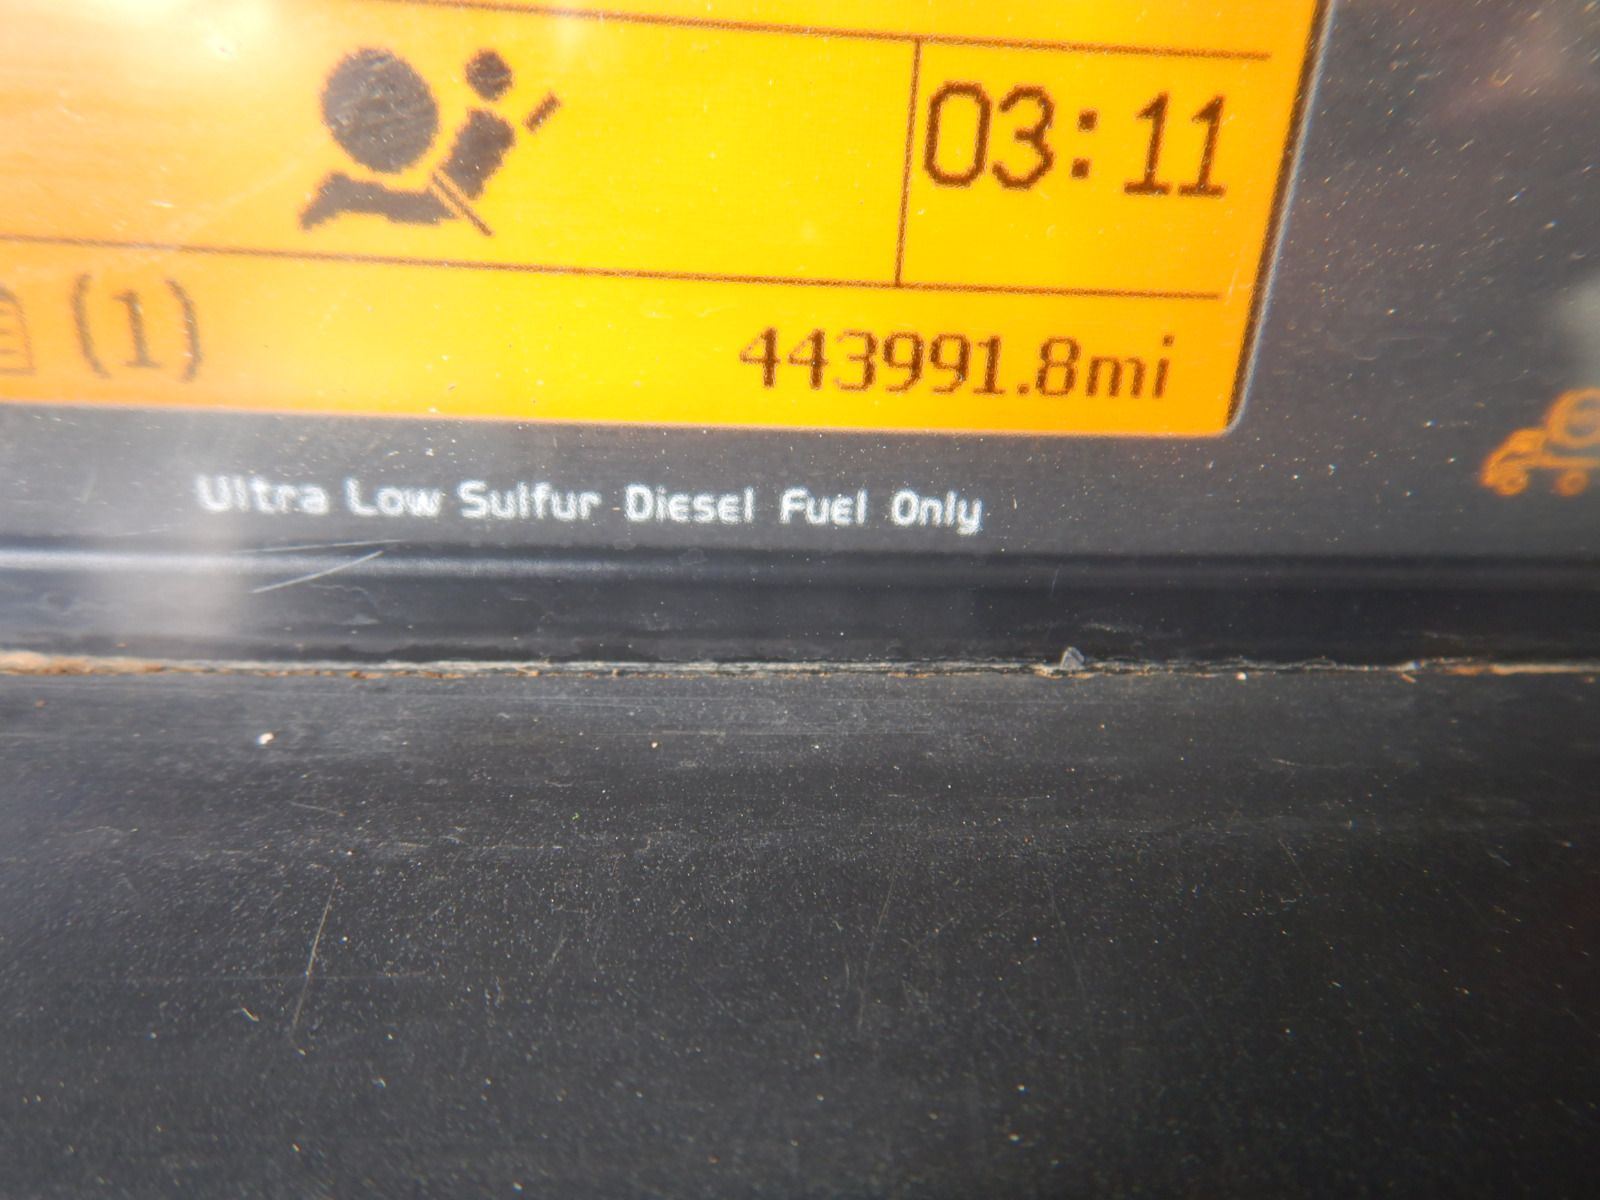 03:11
(1)
443991.8mi
Ultra Low Sulfur Diesel Fuel Only